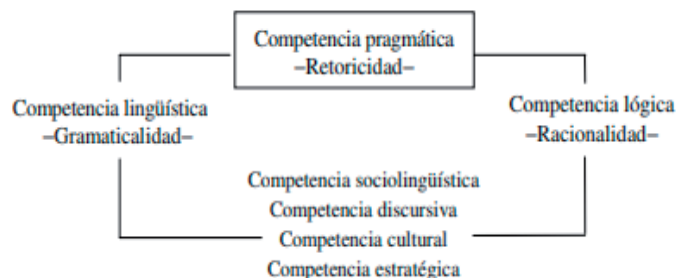 Competencia pragmática
–Retoricidad–
Competencia lingüística
–Gramaticalidad–
Competencia lógica
–Racionalidad–
Competencia sociolingüística
Competencia discursiva
Competencia cultural
Competencia estratégica